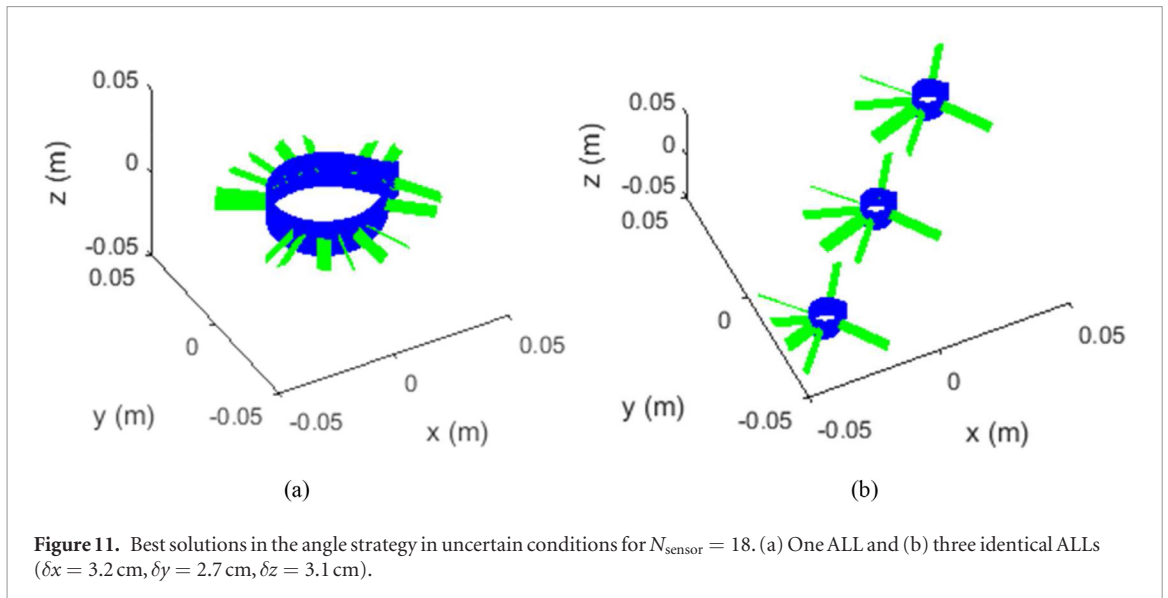 0.05
z (m)
0
-0.05
0.05
0
y (m)
-0.05
-0.05
0
0.05
x (m)
(a)
0.05
z (m)
0
-0.05
0.05
0
y (m)
-0.05
-0.05
0
0.05
x (m)
(b)
Figure 11. Best solutions in the angle strategy in uncertain conditions for N_sensor = 18. (a) One ALL and (b) three identical ALLs
(δx = 3.2 cm, δy = 2.7 cm, δz = 3.1 cm).